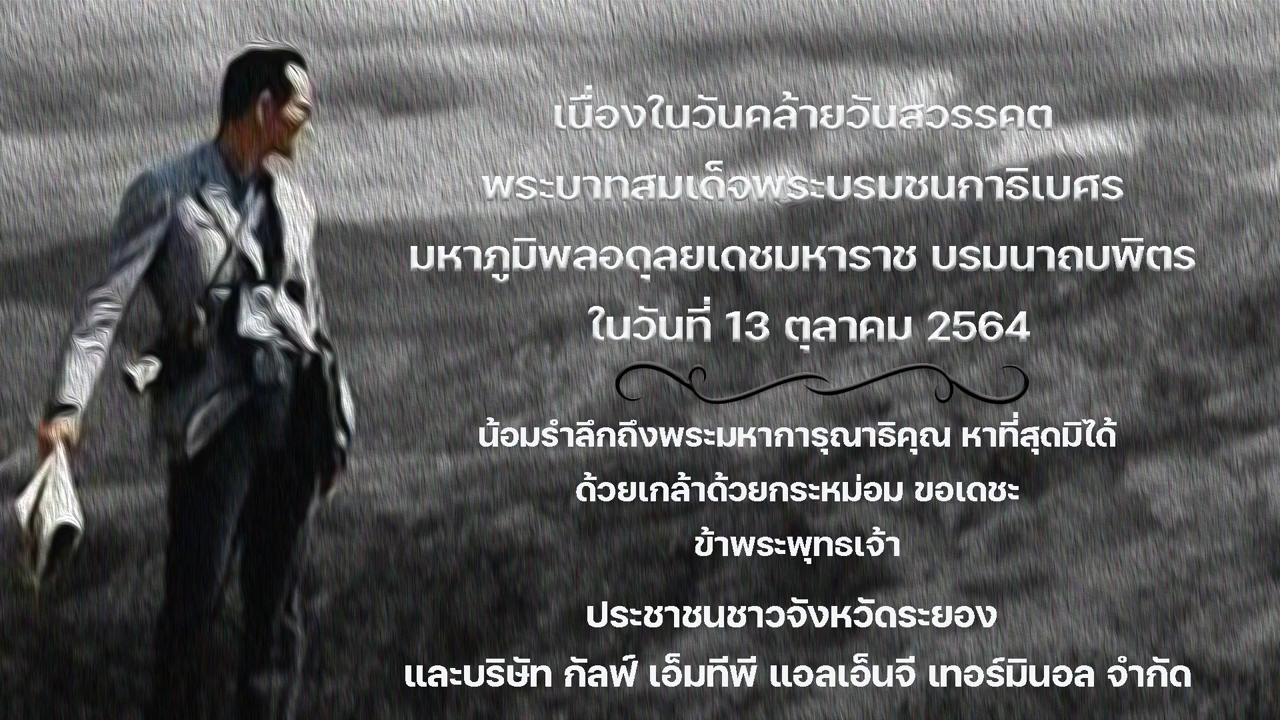 เนื่องในวันคล้ายวันสวรรคต
พระบาทสมเด็จพระบรมชนกาธิเบศร
มหาภูมิพลอดุลยเดชมหาราช บรมนาถบพิตร
ในวันที่ 13 ตุลาคม 2564
น้อมรำลึกถึงพระมหาการุณาธิคุณ หาที่สุดมิได้
ด้วยเกล้าด้วยกระหม่อม ขอเดชะ
ข้าพระพุทธเจ้า
ประชาชนชาวจังหวัดระยอง
และบริษัท กัลฟ์ เอ็มทีพี แอลเอ็นจี เทอร์มินอล จำกัด